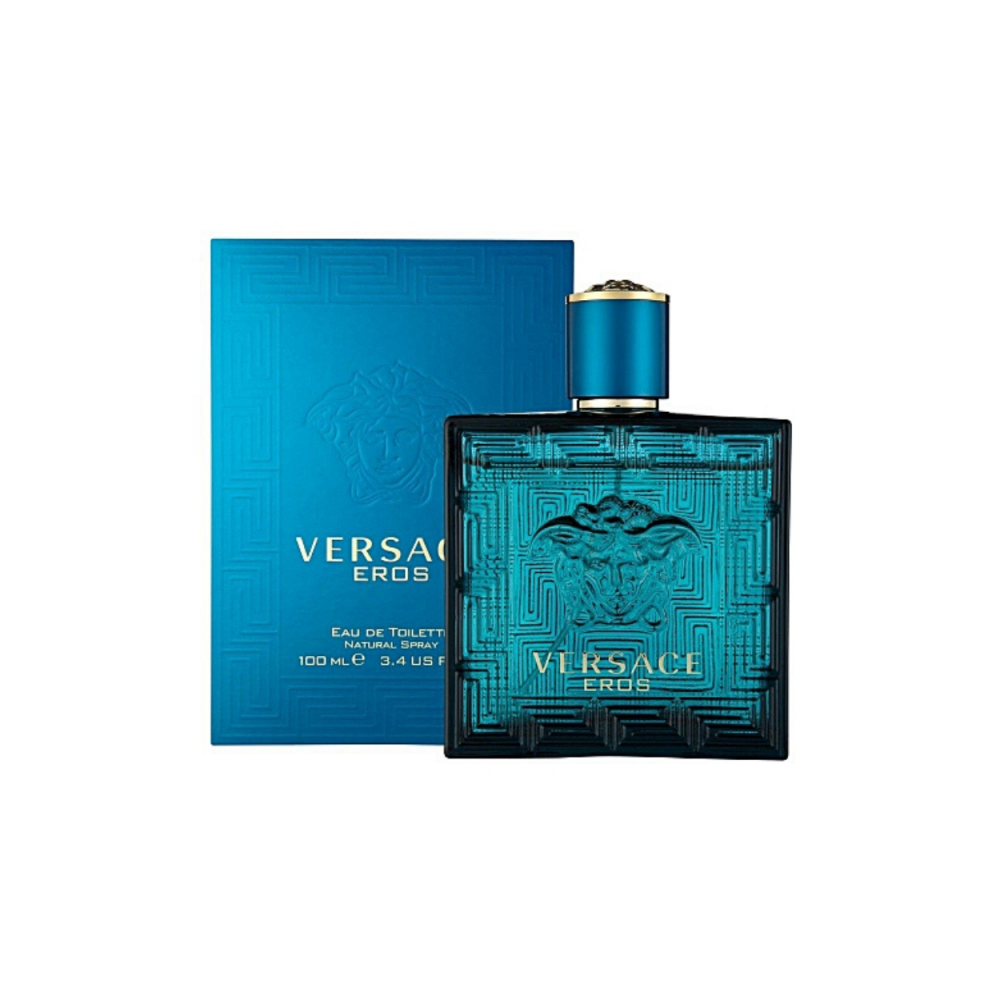 VERSAC
EROS
EAU DE TOILETT
NATURAL SPRAY
100 ML e 3.4 US F
VERSACE
EROS